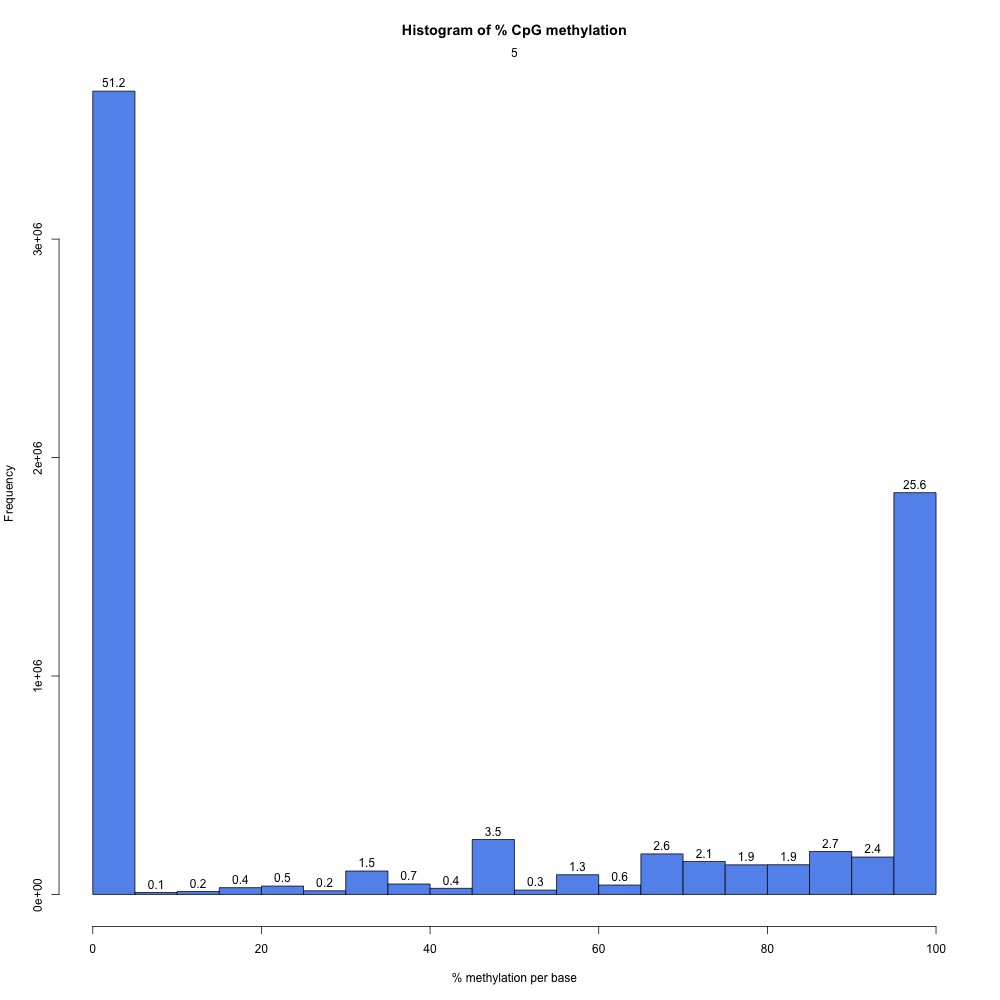 Histogram of % CpG methylation
5
51.2
0.1
0.2
0.4
0.5
0.2
1.5
0.7
0.4
3.5
0.3
1.3
0.6
2.6
2.1
1.9
1.9
2.7
2.4
25.6
Frequency
3e+06
2e+06
1e+06
0e+00
0 20 40 60 80 100
% methylation per base